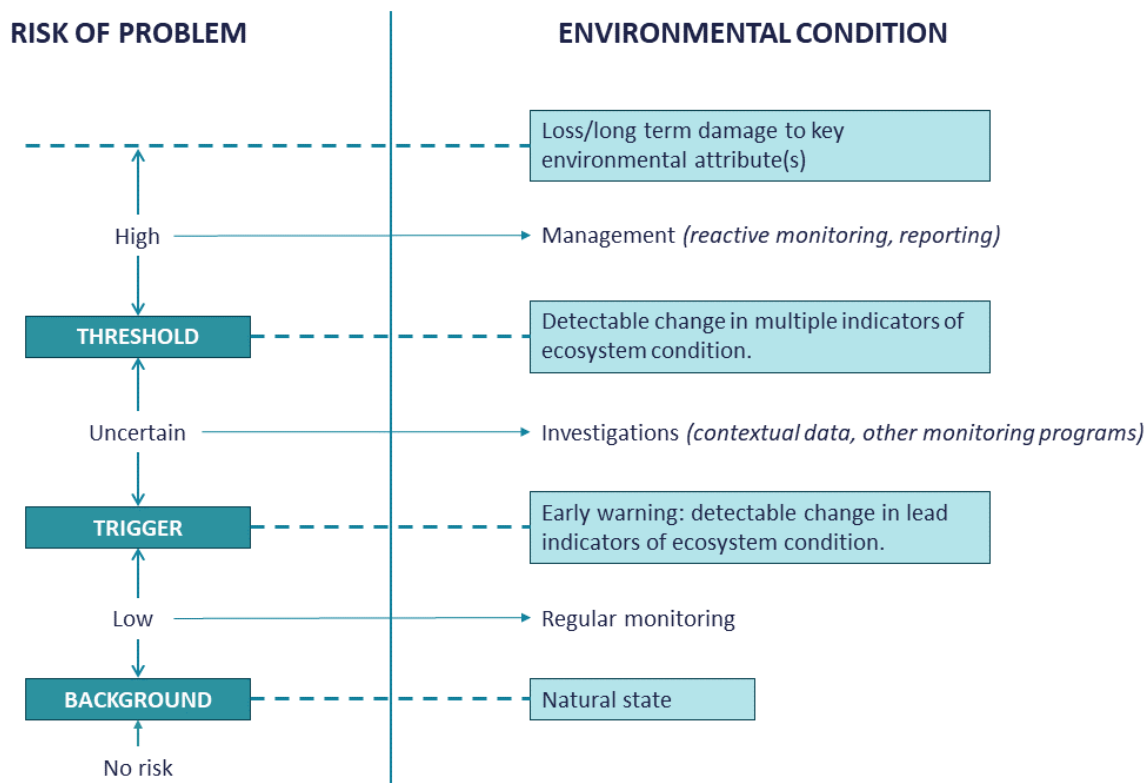 RISK OF PROBLEM
ENVIRONMENTAL CONDITION
Loss/long term damage to key
environmental attribute(s)
High
Management (reactive monitoring, reporting)
THRESHOLD
Detectable change in multiple indicators of
ecosystem condition.
Uncertain
Investigations (contextual data, other monitoring programs)
TRIGGER
Early warning: detectable change in lead
indicators of ecosystem condition.
Low
Regular monitoring
BACKGROUND
Natural state
No risk